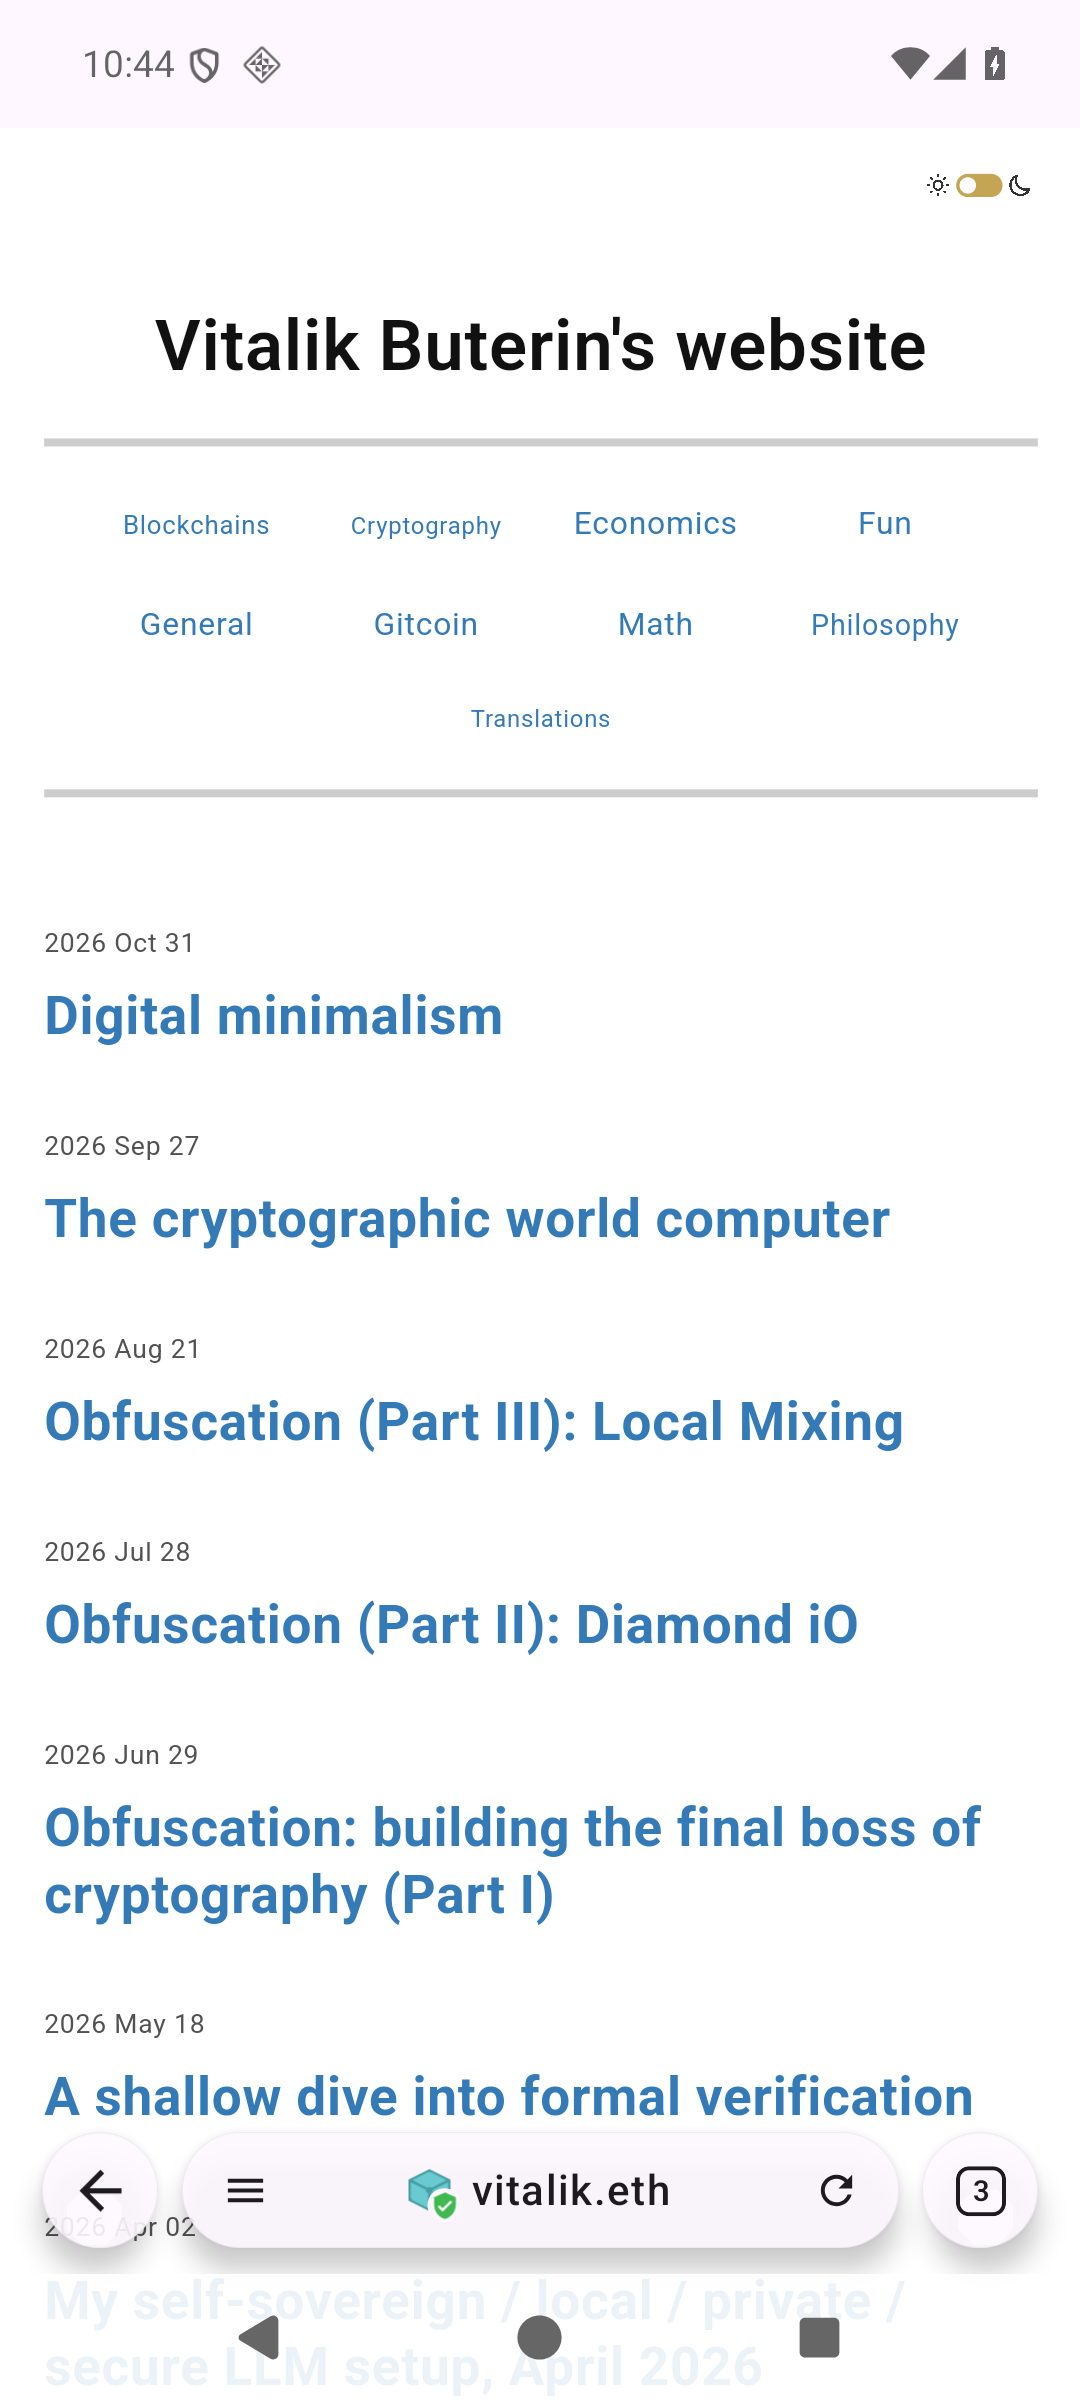 10:44
Vitalik Buterin's website
Blockchains Cryptography Economics Fun
General Gitcoin Math Philosophy
Translations
2026 Oct 31
Digital minimalism
2026 Sep 27
The cryptographic world computer
2026 Aug 21
Obfuscation (Part III): Local Mixing
2026 Jul 28
Obfuscation (Part II): Diamond iO
2026 Jun 29
Obfuscation: building the final boss of
cryptography (Part I)
2026 May 18
A shallow dive into formal verification
vitalik.eth 3
2026 Apr 02
My self-sovereign / local / private /
secure LLM setup, April 2026